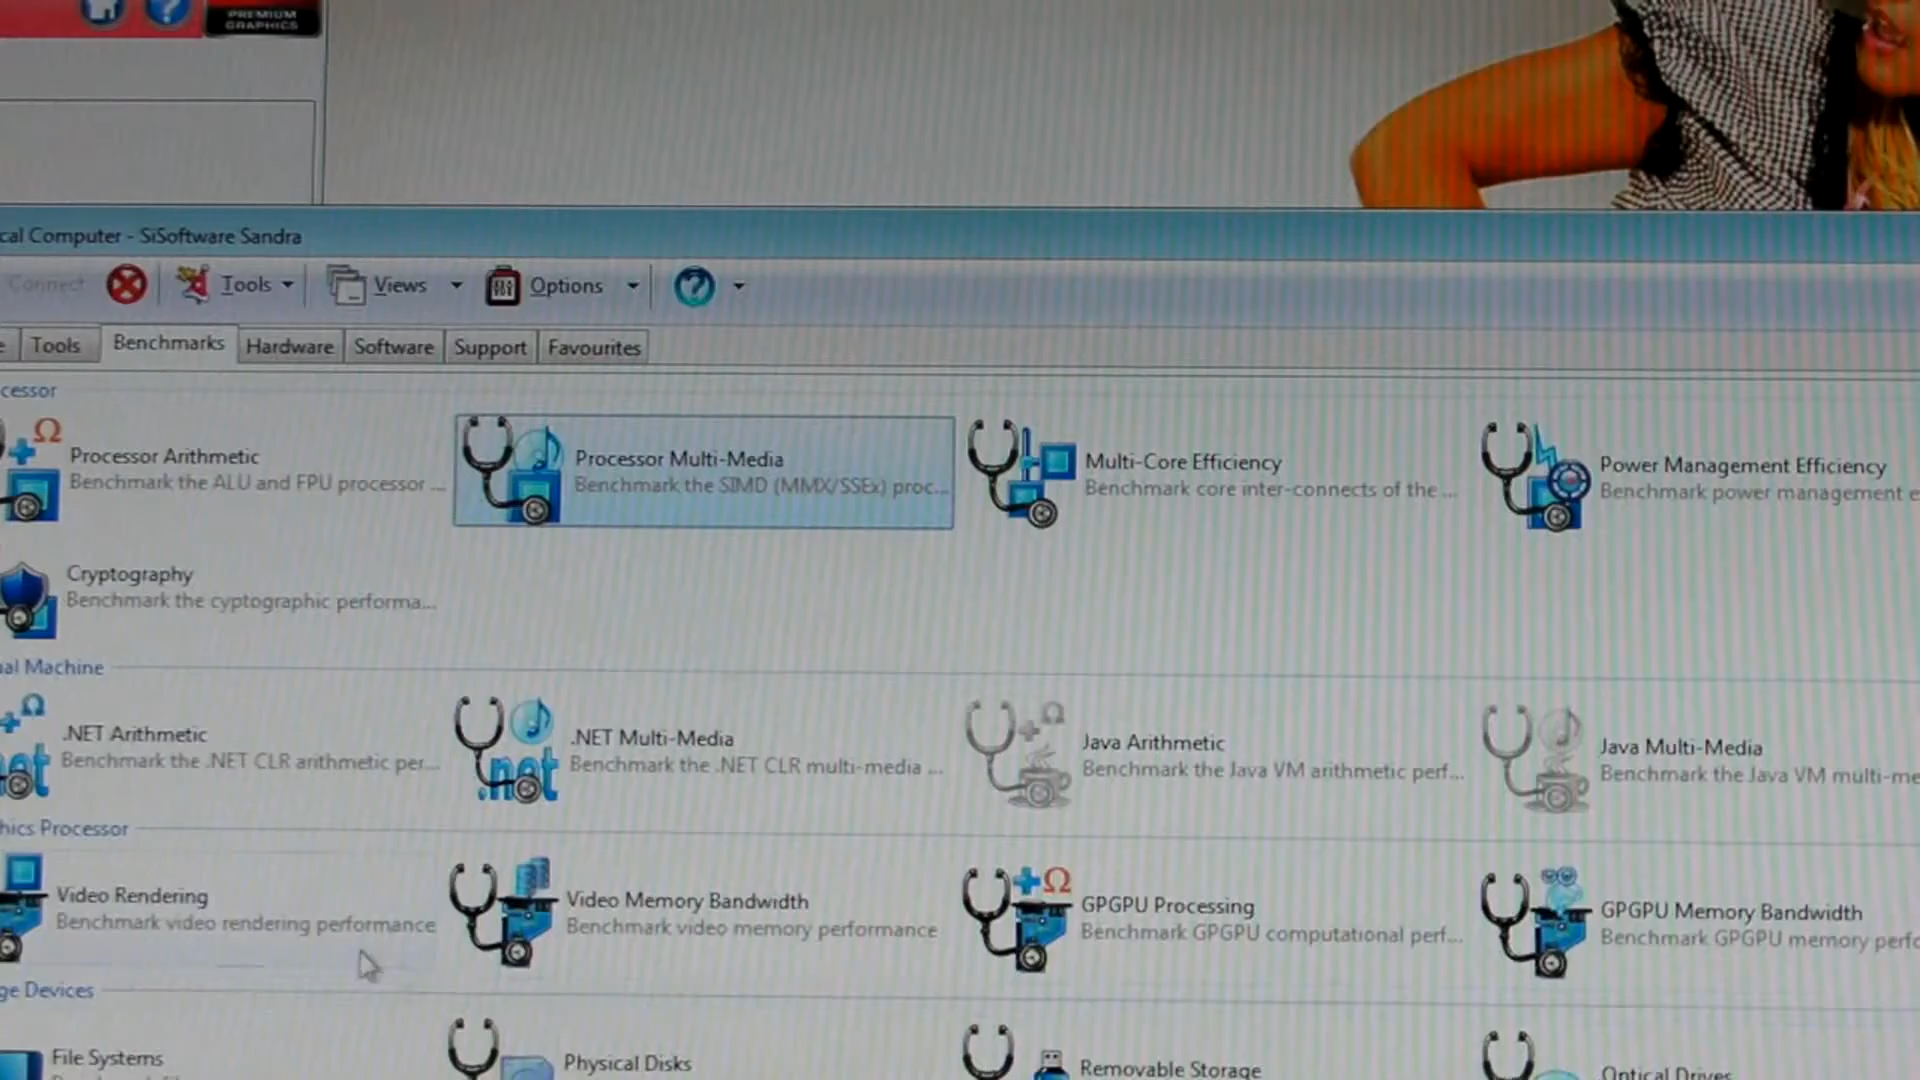 PREMIUM
GRAPHICS
cal Computer - SiSoftware Sandra
Connect Tools Views Options
e Tools Benchmarks Hardware Software Support Favourites
cessor
Processor Arithmetic
Benchmark the ALU and FPU processor ...
Processor Multi-Media
Benchmark the SIMD (MMX/SSEx) proc...
Multi-Core Efficiency
Benchmark core inter-connects of the ...
Power Management Efficiency
Benchmark power management e
Cryptography
Benchmark the cyptographic performa...
al Machine
.NET Arithmetic
Benchmark the .NET CLR arithmetic per...
.NET Multi-Media
Benchmark the .NET CLR multi-media ...
Java Arithmetic
Benchmark the Java VM arithmetic perf...
Java Multi-Media
Benchmark the Java VM multi-me
.net
hics Processor
Video Rendering
Benchmark video rendering performance
Video Memory Bandwidth
Benchmark video memory performance
GPGPU Processing
Benchmark GPGPU computational perf...
GPGPU Memory Bandwidth
Benchmark GPGPU memory perfo
ge Devices
File Systems
Physical Disks
Removable Storage
Optical Drives